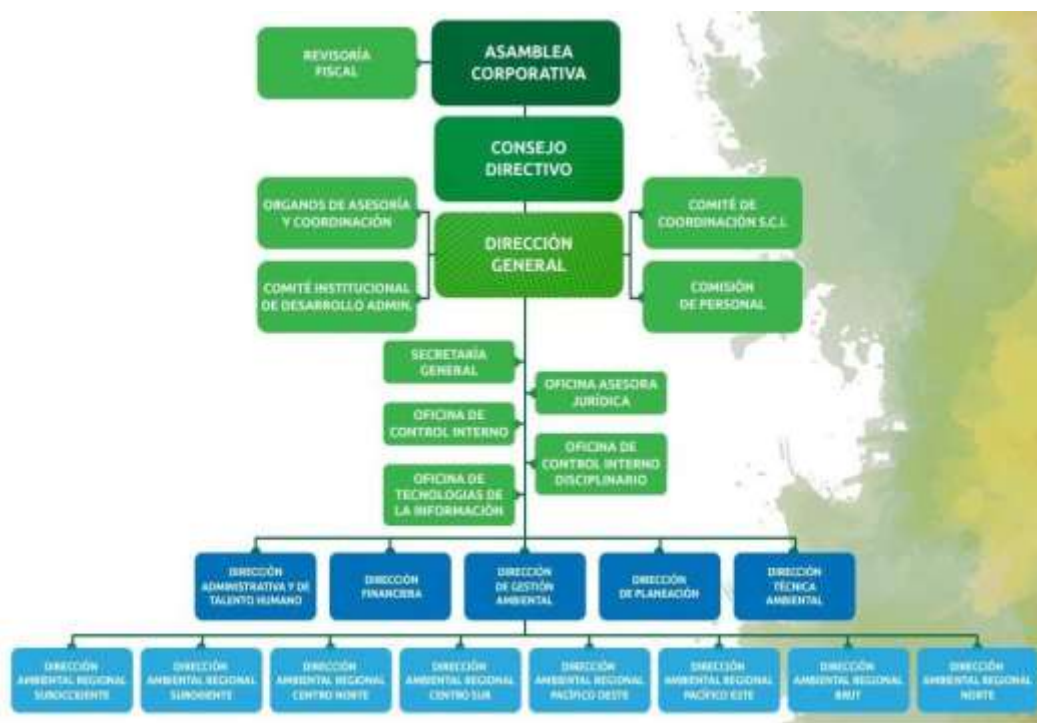 REVISORÍA
FISCAL
ASAMBLEA
CORPORATIVA
CONSEJO
DIRECTIVO
ORGANOS DE ASESORÍA
Y COORDINACIÓN
COMITÉ DE
COORDINACIÓN S.C.I.
DIRECCIÓN
GENERAL
COMITÉ INSTITUCIONAL
DE DESARROLLO ADMIN.
COMISIÓN
DE PERSONAL
SECRETARÍA
GENERAL
OFICINA ASESORA
JURÍDICA
OFICINA DE
CONTROL INTERNO
OFICINA DE
CONTROL INTERNO
DISCIPLINARIO
OFICINA DE
TECNOLOGÍAS DE
LA INFORMACIÓN
DIRECCIÓN
ADMINISTRATIVA Y DE
TALENTO HUMANO
DIRECCIÓN
FINANCIERA
DIRECCIÓN
DE GESTIÓN
AMBIENTAL
DIRECCIÓN
DE PLANEACIÓN
DIRECCIÓN
TÉCNICA
AMBIENTAL
DIRECCIÓN
AMBIENTAL REGIONAL
SUROCCIDENTE
DIRECCIÓN
AMBIENTAL REGIONAL
SURORIENTE
DIRECCIÓN
AMBIENTAL REGIONAL
CENTRO NORTE
DIRECCIÓN
AMBIENTAL REGIONAL
CENTRO SUR
DIRECCIÓN
AMBIENTAL REGIONAL
PACÍFICO OESTE
DIRECCIÓN
AMBIENTAL REGIONAL
PACÍFICO ESTE
DIRECCIÓN
AMBIENTAL REGIONAL
BRUT
DIRECCIÓN
AMBIENTAL REGIONAL
NORTE